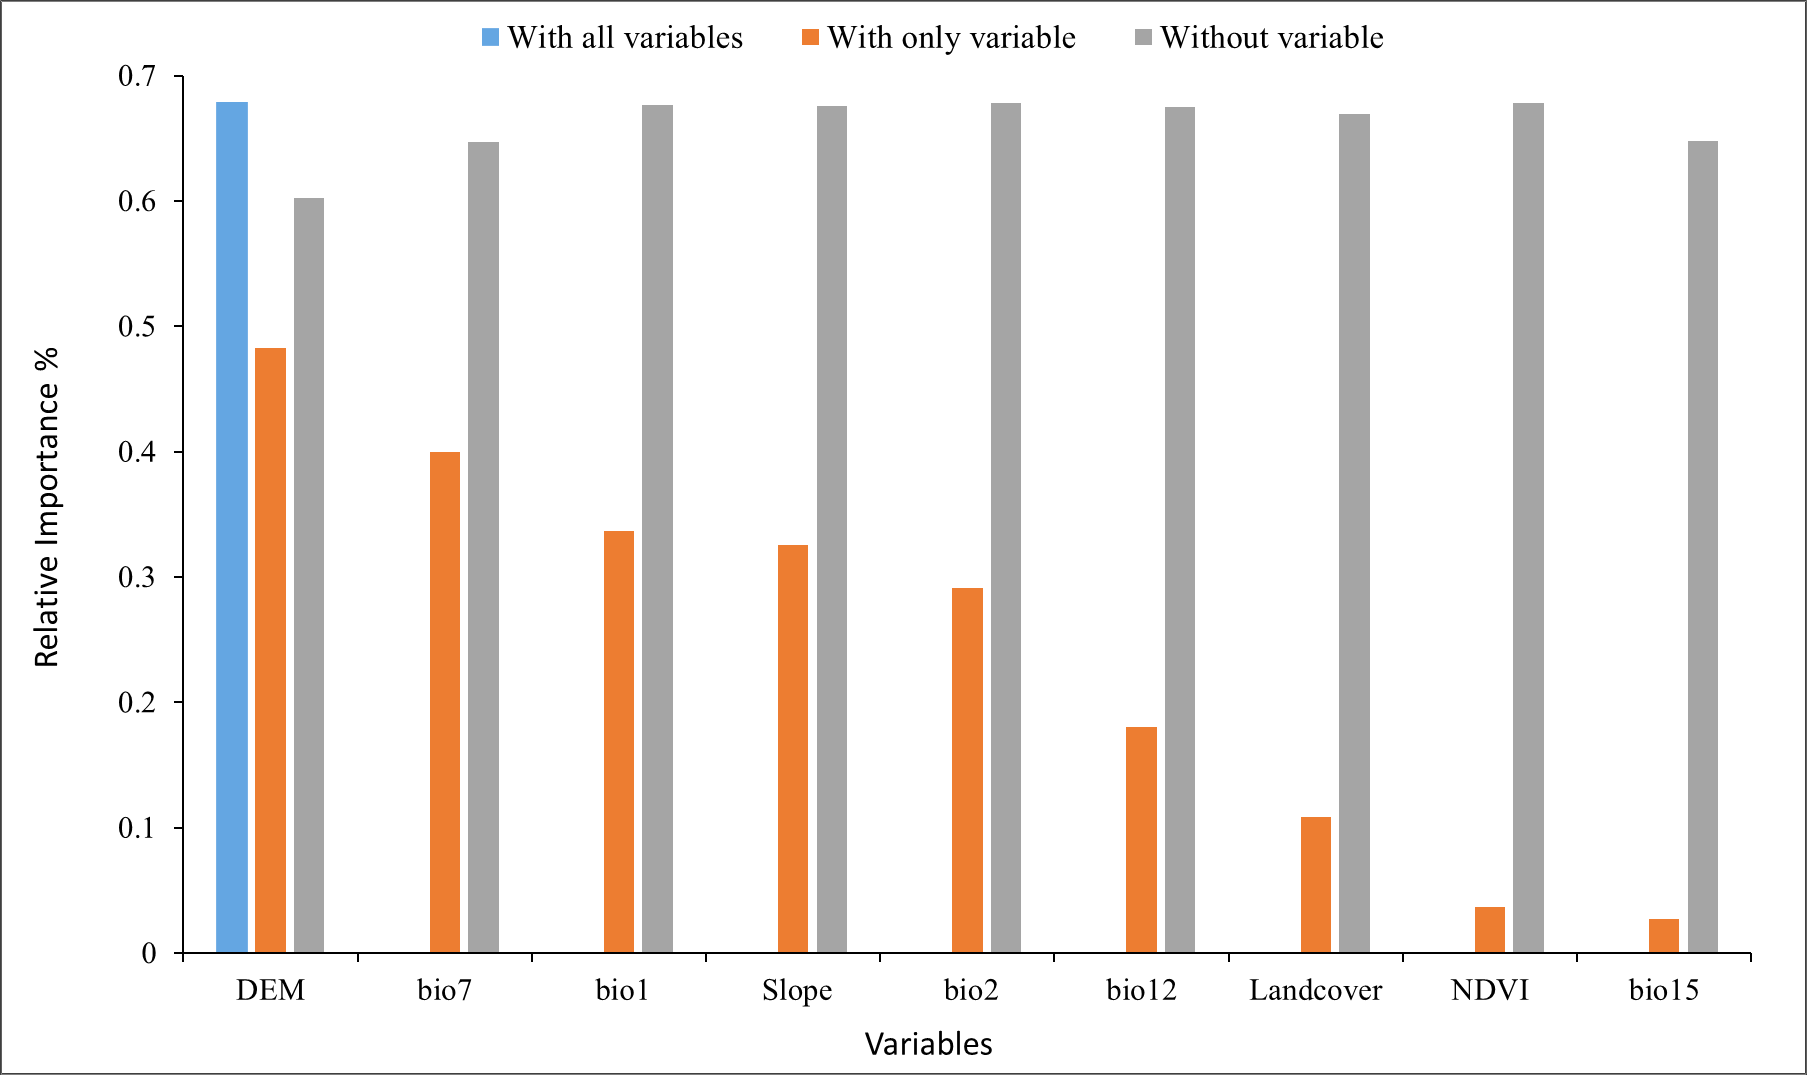 With all variables With only variable Without variable
0.7
0.6
0.5
0.4
0.3
0.2
0.1
0
Relative Importance %
DEM bio7 bio1 Slope bio2 bio12 Landcover NDVI bio15
Variables